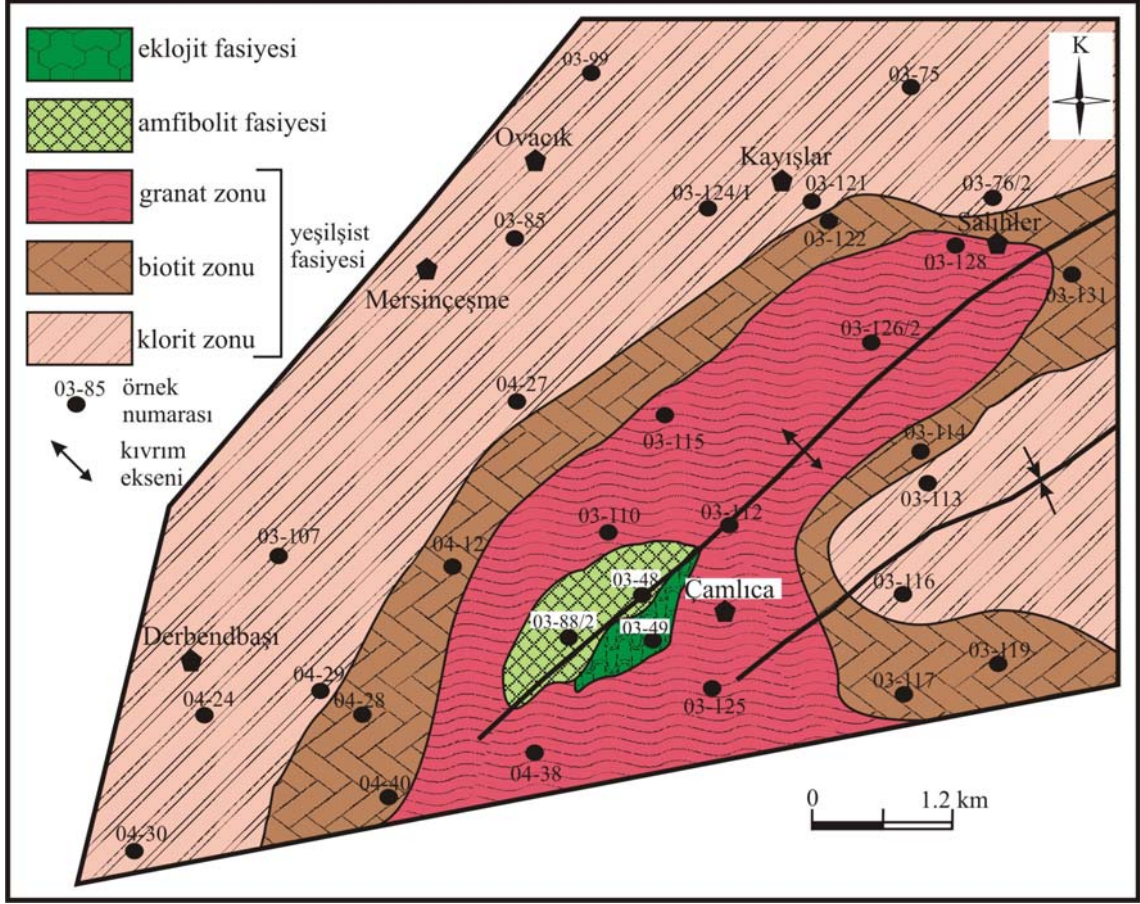 eklojit fasiyesi
amfibolit fasiyesi
granat zonu
yeşilşist
fasiyesi
biotit zonu
klorit zonu
03-85
örnek
numarası
kıvrım
ekseni
K
03-99
03-75
Ovacık
Kayışlar
03-121
03-76/2
03-124/1
03-85
03-122
Salihler
03-128
Mersinçeşme
03-131
03-126/2
04-27
03-115
03-114
03-113
03-110
03-112
03-107
04-12
03-48
Çamlıca
03-116
03-88/2
03-49
Derbendbaşı
03-119
04-29
04-28
04-24
03-125
03-117
04-38
04-40
0
1.2 km
04-30